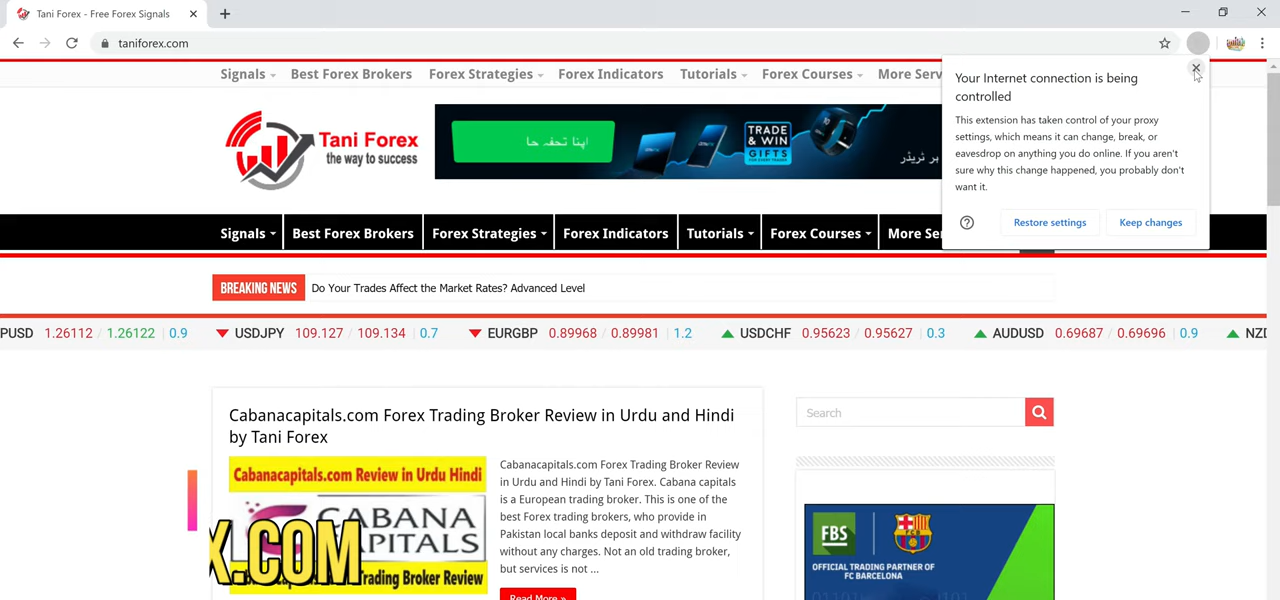 Tani Forex - Free Forex Signals
taniforex.com
Signals Best Forex Brokers Forex Strategies Forex Indicators Tutorials Forex Courses More Serv
Your Internet connection is being
controlled
This extension has taken control of your proxy
settings, which means it can change, break, or
eavesdrop on anything you do online. If you aren't
sure why this change happened, you probably don't
want it.
Restore settings Keep changes
Tani Forex
the way to success
اپنا تحفہ حا
TRADE
& WIN
GIFTS
ہر ٹریڈر
Signals Best Forex Brokers Forex Strategies Forex Indicators Tutorials Forex Courses More Ser
BREAKING NEWS Do Your Trades Affect the Market Rates? Advanced Level
PUSD 1.26112 / 1.26122 | 0.9 USDJPY 109.127 / 109.134 | 0.7 EURGBP 0.89968 / 0.89981 | 1.2 USDCHF 0.95623 / 0.95627 | 0.3 AUDUSD 0.69687 / 0.69696 | 0.9 NZD
Cabanacapitals.com Forex Trading Broker Review in Urdu and Hindi
by Tani Forex
Cabanacapitals.com Review in Urdu Hindi
CABANA
APITALS
X.COM
rading Broker Review
Cabanacapitals.com Forex Trading Broker Review
in Urdu and Hindi by Tani Forex. Cabana capitals
is a European trading broker. This is one of the
best Forex trading brokers, who provide in
Pakistan local banks deposit and withdraw facility
without any charges. Not an old trading broker,
but services is not ...
Read More »
Search
FBS
OFFICIAL TRADING PARTNER OF
FC BARCELONA